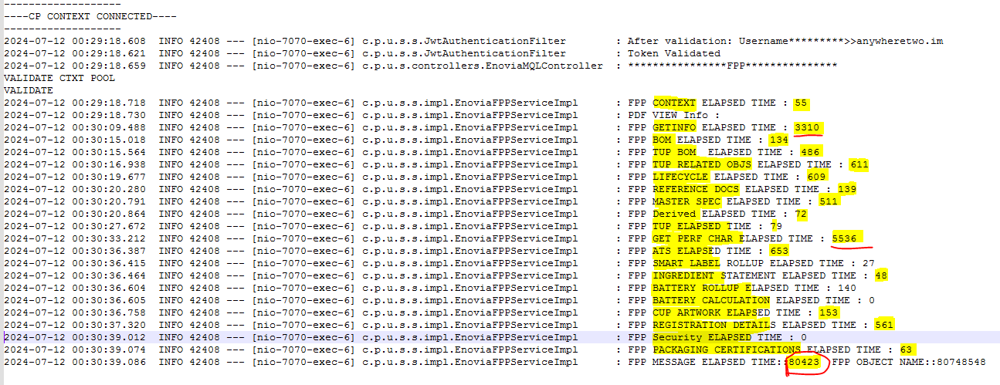 -------------------
----CP CONTEXT CONNECTED----
-------------------
2024-07-12 00:29:18.608  INFO 42408 --- [nio-7070-exec-6] c.p.u.s.s.JwtAuthenticationFilter        : After validation: Username*********>>anywheretwo.im
2024-07-12 00:29:18.621  INFO 42408 --- [nio-7070-exec-6] c.p.u.s.s.JwtAuthenticationFilter        : Token Validated
2024-07-12 00:29:18.659  INFO 42408 --- [nio-7070-exec-6] c.p.u.s.controllers.EnoviaMQLController  : ****************FPP***************
VALIDATE CTXT POOL
VALIDATE
2024-07-12 00:29:18.718  INFO 42408 --- [nio-7070-exec-6] c.p.u.s.s.impl.EnoviaFPPServiceImpl      : FPP CONTEXT ELAPSED TIME : 55
2024-07-12 00:29:18.730  INFO 42408 --- [nio-7070-exec-6] c.p.u.s.s.impl.EnoviaFPPServiceImpl      : PDF VIEW Info :
2024-07-12 00:30:09.488  INFO 42408 --- [nio-7070-exec-6] c.p.u.s.s.impl.EnoviaFPPServiceImpl      : FPP GETINFO ELAPSED TIME : 3310
2024-07-12 00:30:15.018  INFO 42408 --- [nio-7070-exec-6] c.p.u.s.s.impl.EnoviaFPPServiceImpl      : FPP BOM ELAPSED TIME : 134
2024-07-12 00:30:15.564  INFO 42408 --- [nio-7070-exec-6] c.p.u.s.s.impl.EnoviaFPPServiceImpl      : FPP TUP BOM  ELAPSED TIME : 486
2024-07-12 00:30:16.938  INFO 42408 --- [nio-7070-exec-6] c.p.u.s.s.impl.EnoviaFPPServiceImpl      : FPP TUP RELATED OBJS ELAPSED TIME : 611
2024-07-12 00:30:19.677  INFO 42408 --- [nio-7070-exec-6] c.p.u.s.s.impl.EnoviaFPPServiceImpl      : FPP LIFECYCLE ELAPSED TIME : 609
2024-07-12 00:30:20.280  INFO 42408 --- [nio-7070-exec-6] c.p.u.s.s.impl.EnoviaFPPServiceImpl      : FPP REFERENCE DOCS ELAPSED TIME : 139
2024-07-12 00:30:20.791  INFO 42408 --- [nio-7070-exec-6] c.p.u.s.s.impl.EnoviaFPPServiceImpl      : FPP MASTER SPEC ELAPSED TIME : 511
2024-07-12 00:30:20.864  INFO 42408 --- [nio-7070-exec-6] c.p.u.s.s.impl.EnoviaFPPServiceImpl      : FPP Derived ELAPSED TIME : 72
2024-07-12 00:30:27.672  INFO 42408 --- [nio-7070-exec-6] c.p.u.s.s.impl.EnoviaFPPServiceImpl      : FPP TUP ELAPSED TIME : 79
2024-07-12 00:30:33.212  INFO 42408 --- [nio-7070-exec-6] c.p.u.s.s.impl.EnoviaFPPServiceImpl      : FPP GET PERF CHAR ELAPSED TIME : 5536
2024-07-12 00:30:36.387  INFO 42408 --- [nio-7070-exec-6] c.p.u.s.s.impl.EnoviaFPPServiceImpl      : FPP ATS ELAPSED TIME : 653
2024-07-12 00:30:36.415  INFO 42408 --- [nio-7070-exec-6] c.p.u.s.s.impl.EnoviaFPPServiceImpl      : FPP SMART LABEL ROLLUP ELAPSED TIME : 27
2024-07-12 00:30:36.464  INFO 42408 --- [nio-7070-exec-6] c.p.u.s.s.impl.EnoviaFPPServiceImpl      : FPP INGREDIENT STATEMENT ELAPSED TIME : 48
2024-07-12 00:30:36.604  INFO 42408 --- [nio-7070-exec-6] c.p.u.s.s.impl.EnoviaFPPServiceImpl      : FPP BATTERY ROLLUP ELAPSED TIME : 140
2024-07-12 00:30:36.605  INFO 42408 --- [nio-7070-exec-6] c.p.u.s.s.impl.EnoviaFPPServiceImpl      : FPP BATTERY CALCULATION ELAPSED TIME : 0
2024-07-12 00:30:36.758  INFO 42408 --- [nio-7070-exec-6] c.p.u.s.s.impl.EnoviaFPPServiceImpl      : FPP CUP ARTWORK ELAPSED TIME : 153
2024-07-12 00:30:37.320  INFO 42408 --- [nio-7070-exec-6] c.p.u.s.s.impl.EnoviaFPPServiceImpl      : FPP REGISTRATION DETAILS ELAPSED TIME : 561
2024-07-12 00:30:39.012  INFO 42408 --- [nio-7070-exec-6] c.p.u.s.s.impl.EnoviaFPPServiceImpl      : FPP Security ELAPSED TIME : 0
2024-07-12 00:30:39.074  INFO 42408 --- [nio-7070-exec-6] c.p.u.s.s.impl.EnoviaFPPServiceImpl      : FPP PACKAGING CERTIFICATIONS ELAPSED TIME : 63
2024-07-12 00:30:39.086  INFO 42408 --- [nio-7070-exec-6] c.p.u.s.s.impl.EnoviaFPPServiceImpl      : FPP MESSAGE ELAPSED TIME::80423  FPP OBJECT NAME::80748548